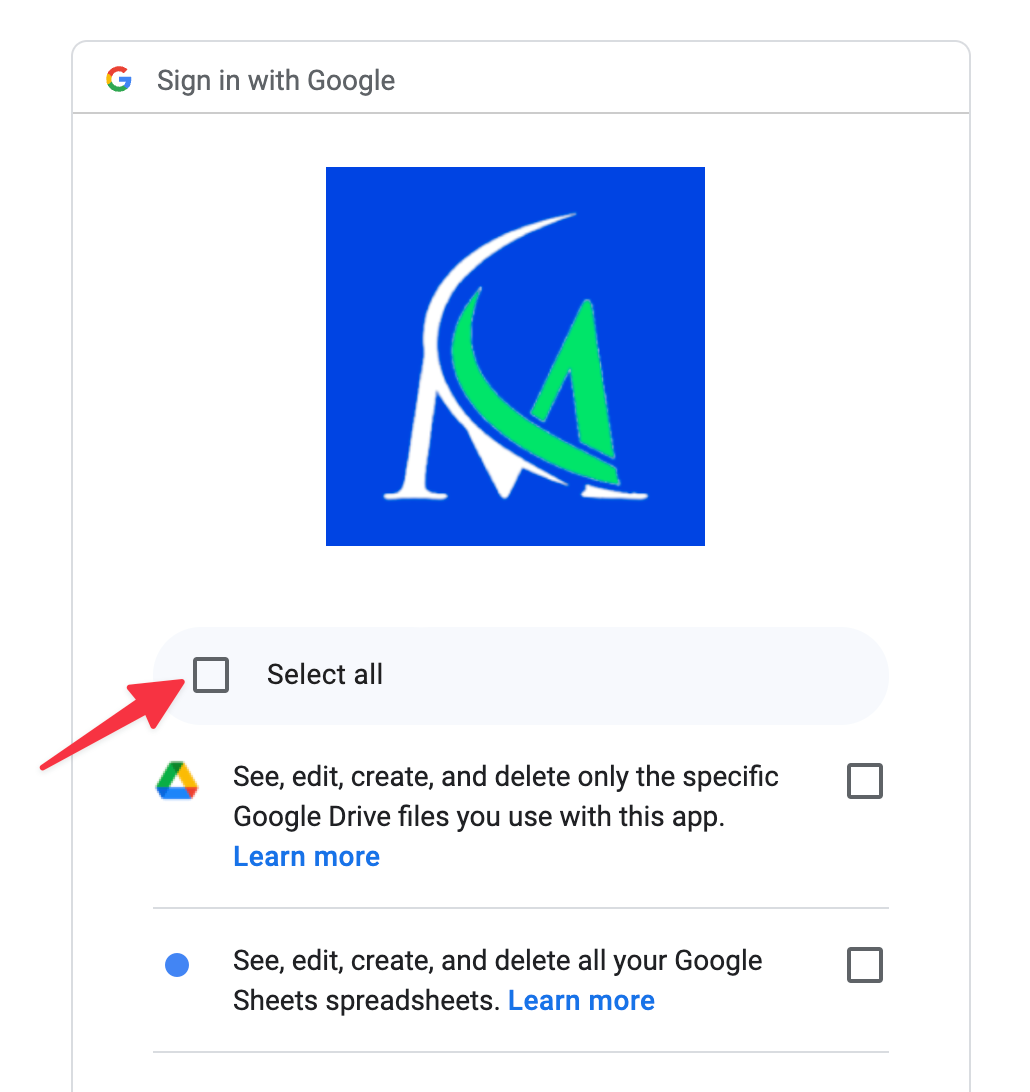 Sign in with Google
Select all
See, edit, create, and delete only the specific
Google Drive files you use with this app.
Learn more
See, edit, create, and delete all your Google
Sheets spreadsheets. Learn more